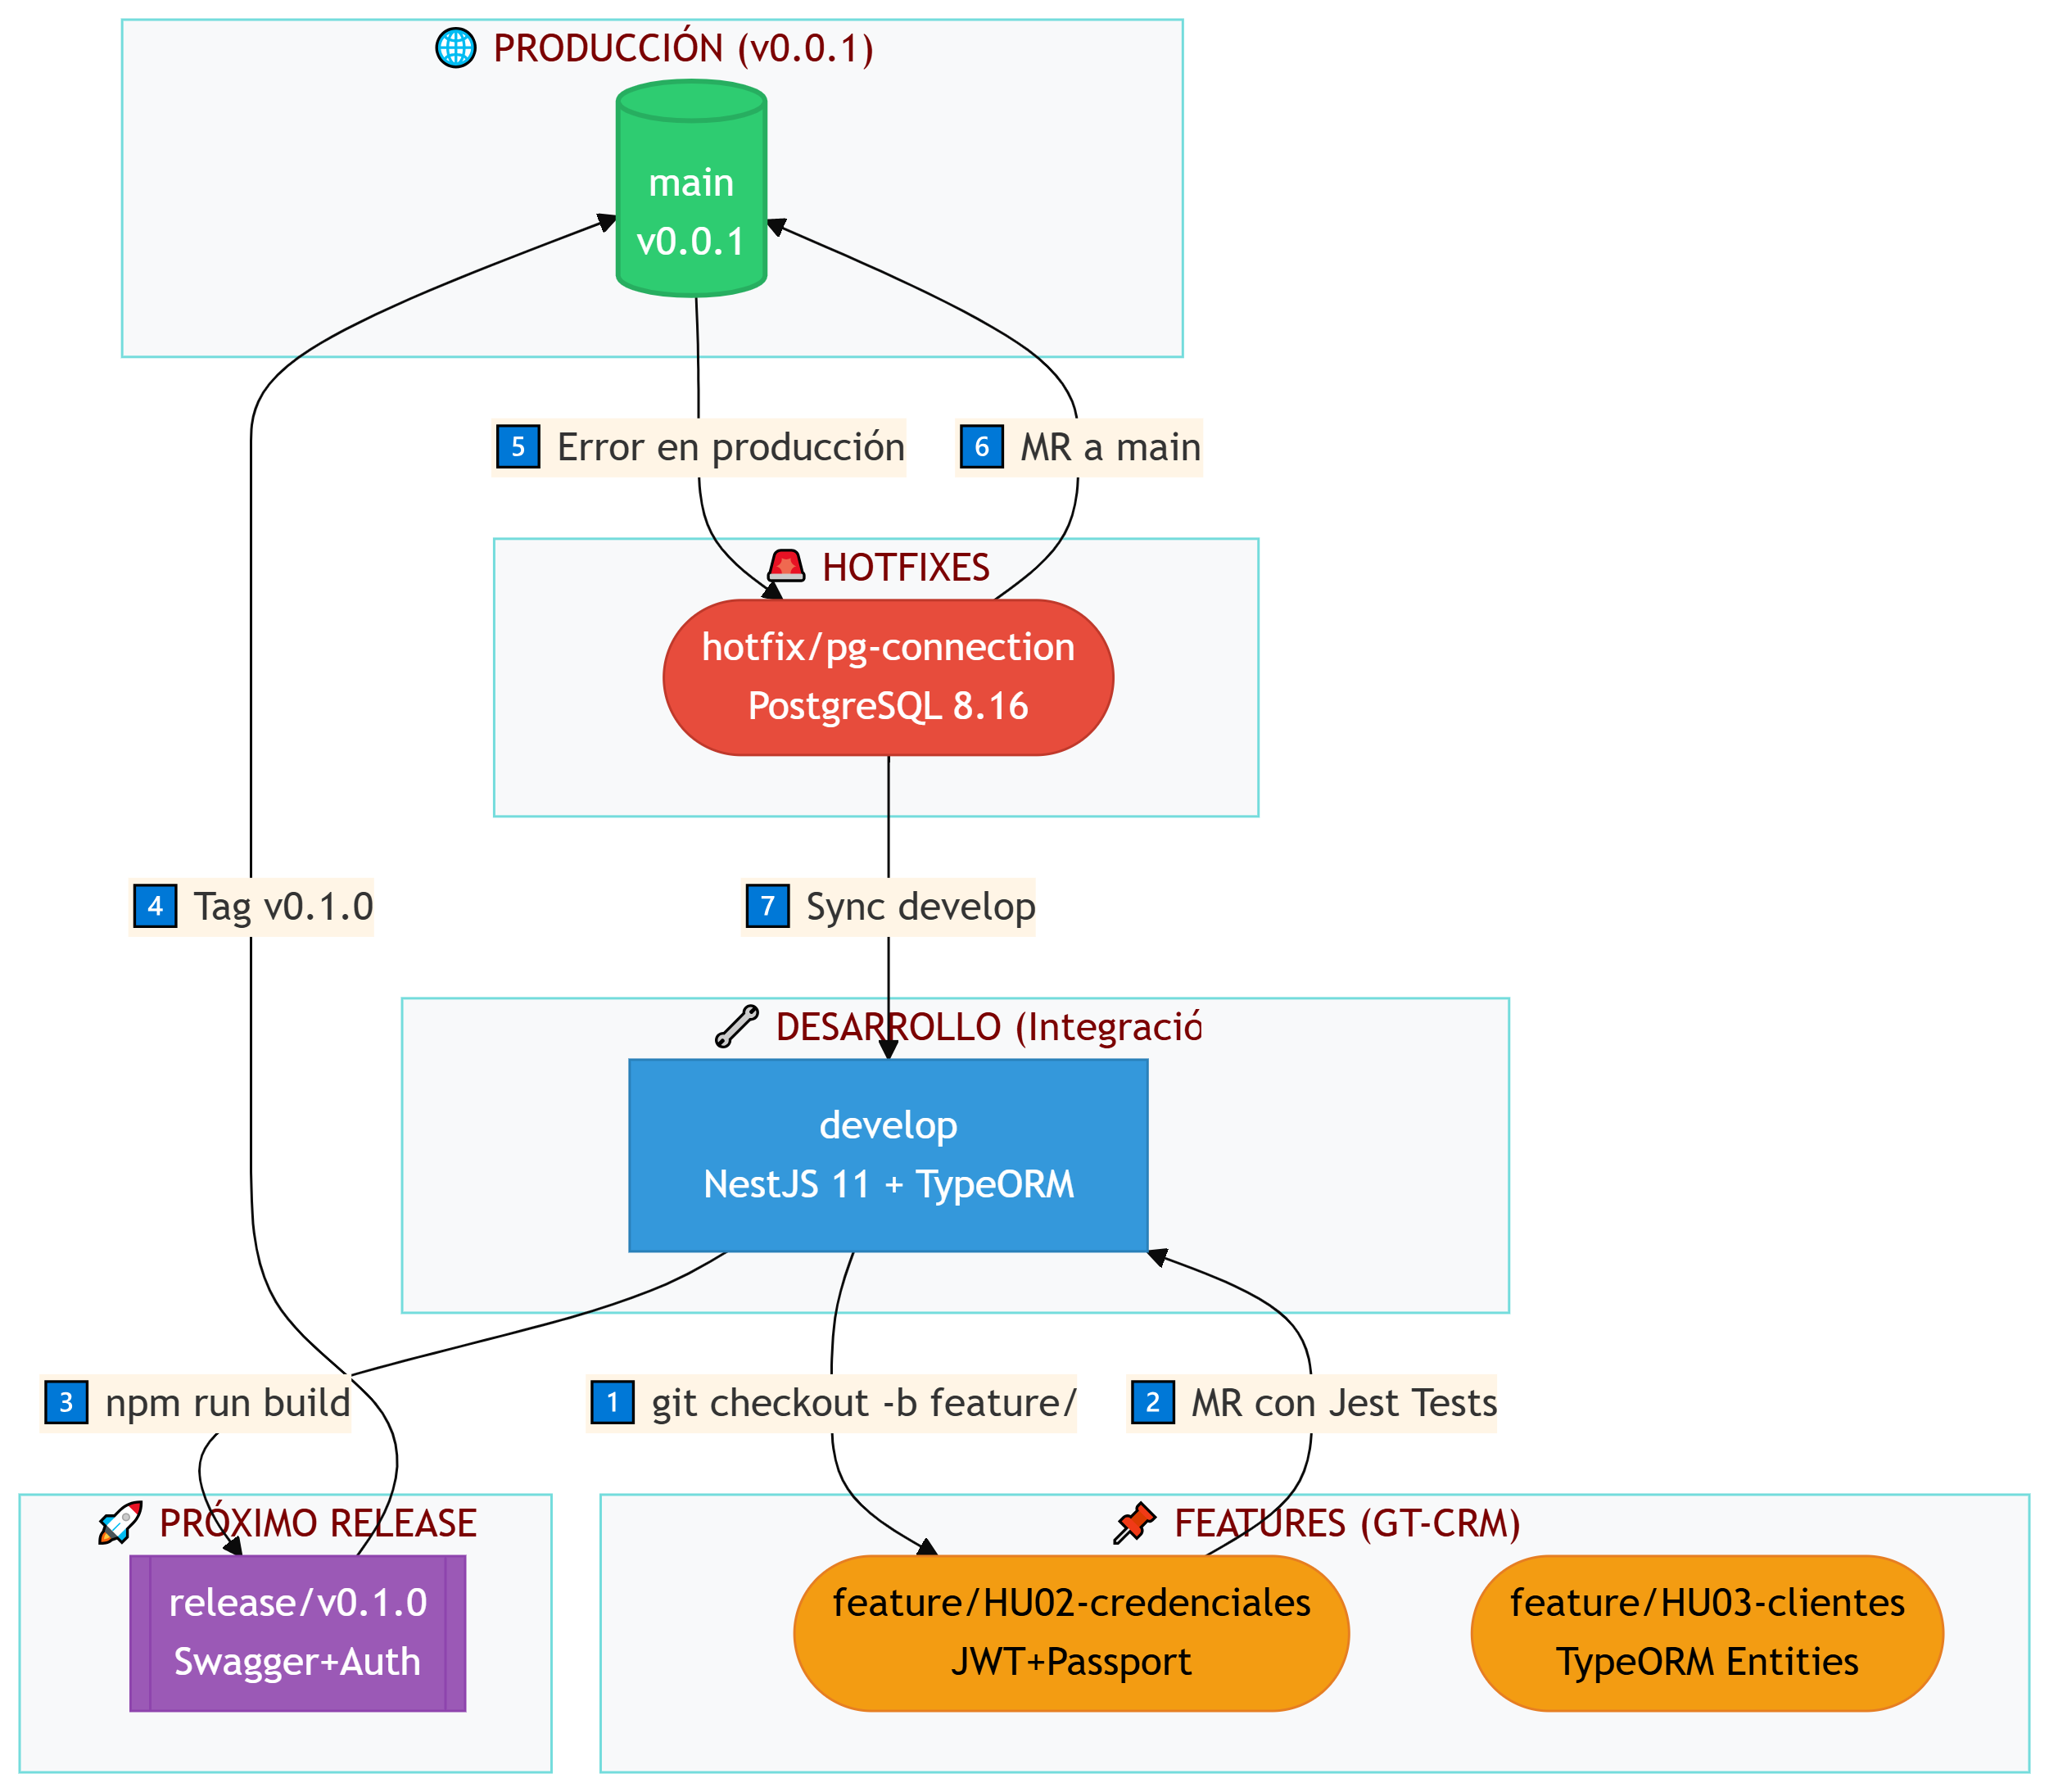 🌐 PRODUCCIÓN (v0.0.1)
main
v0.0.1
5 Error en producción
6 MR a main
🚨 HOTFIXES
hotfix/pg-connection
PostgreSQL 8.16
4 Tag v0.1.0
7 Sync develop
🔧 DESARROLLO (Integració
develop
NestJS 11 + TypeORM
3 npm run build
1 git checkout -b feature/
2 MR con Jest Tests
🚀 PRÓXIMO RELEASE
release/v0.1.0
Swagger+Auth
📌 FEATURES (GT-CRM)
feature/HU02-credenciales
JWT+Passport
feature/HU03-clientes
TypeORM Entities